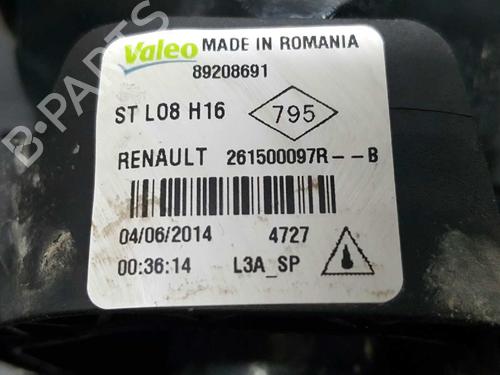 Valeo MADE IN ROMANIA
89208691
ST L08 H16 795
RENAULT 261500097R--B
04/06/2014 4727
00:36:14 L3A_SP
B-PARTS